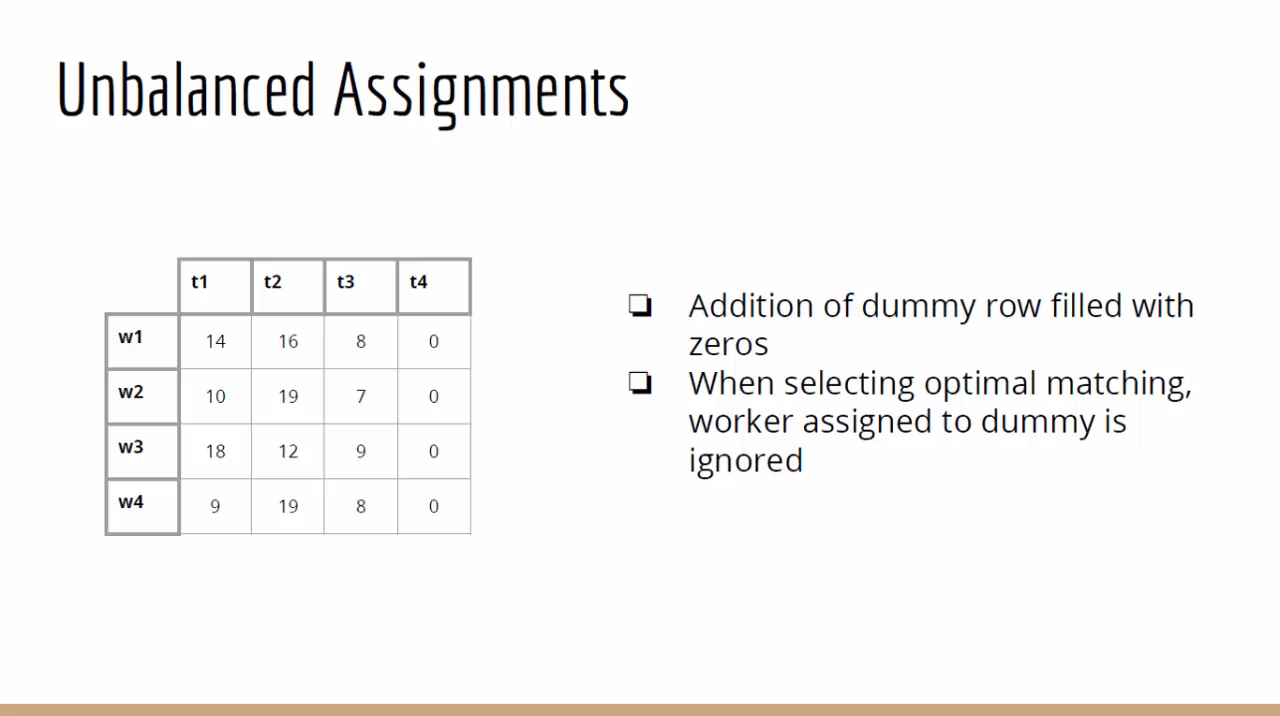 Unbalanced Assignments
t1 t2 t3 t4
w1 14 16 8 0
w2 10 19 7 0
w3 18 12 9 0
w4 9 19 8 0
❏ Addition of dummy row filled with
zeros
❏ When selecting optimal matching,
worker assigned to dummy is
ignored